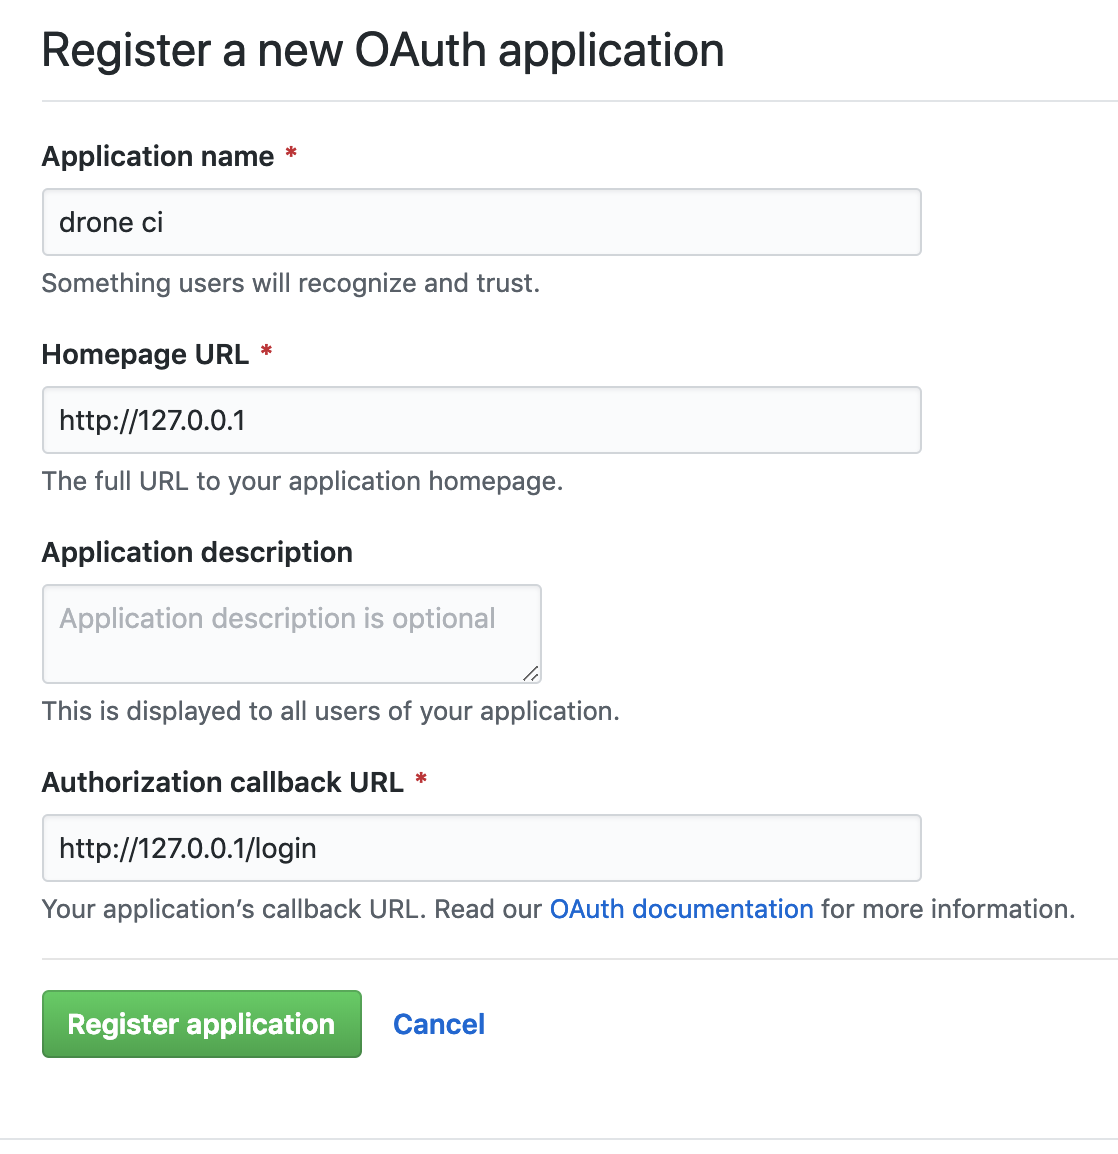 Register a new OAuth application
Application name *
drone ci
Something users will recognize and trust.
Homepage URL *
http://127.0.0.1
The full URL to your application homepage.
Application description
Application description is optional
This is displayed to all users of your application.
Authorization callback URL *
http://127.0.0.1/login
Your application’s callback URL. Read our OAuth documentation for more information.
Register application Cancel